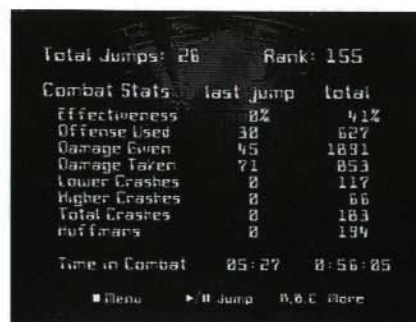 Total Jumps: 26 Rank: 155
Combat Stats last jump total
Effectiveness 0% 41%
Offense Used 30 627
Damage Given 45 1091
Damage Taken 71 853
Lower Crashes 0 117
Higher Crashes 0 66
Total Crashes 0 183
Huffmans 0 194
Time in Combat 05:27 0:56:05
■ Menu ►/II Jump A,B,C More